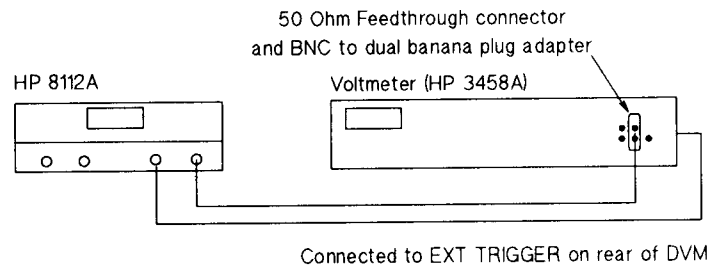 50 Ohm Feedthrough connector
and BNC to dual banana plug adapter
HP 8112A
Voltmeter (HP 3458A)
Connected to EXT TRIGGER on rear of DVM